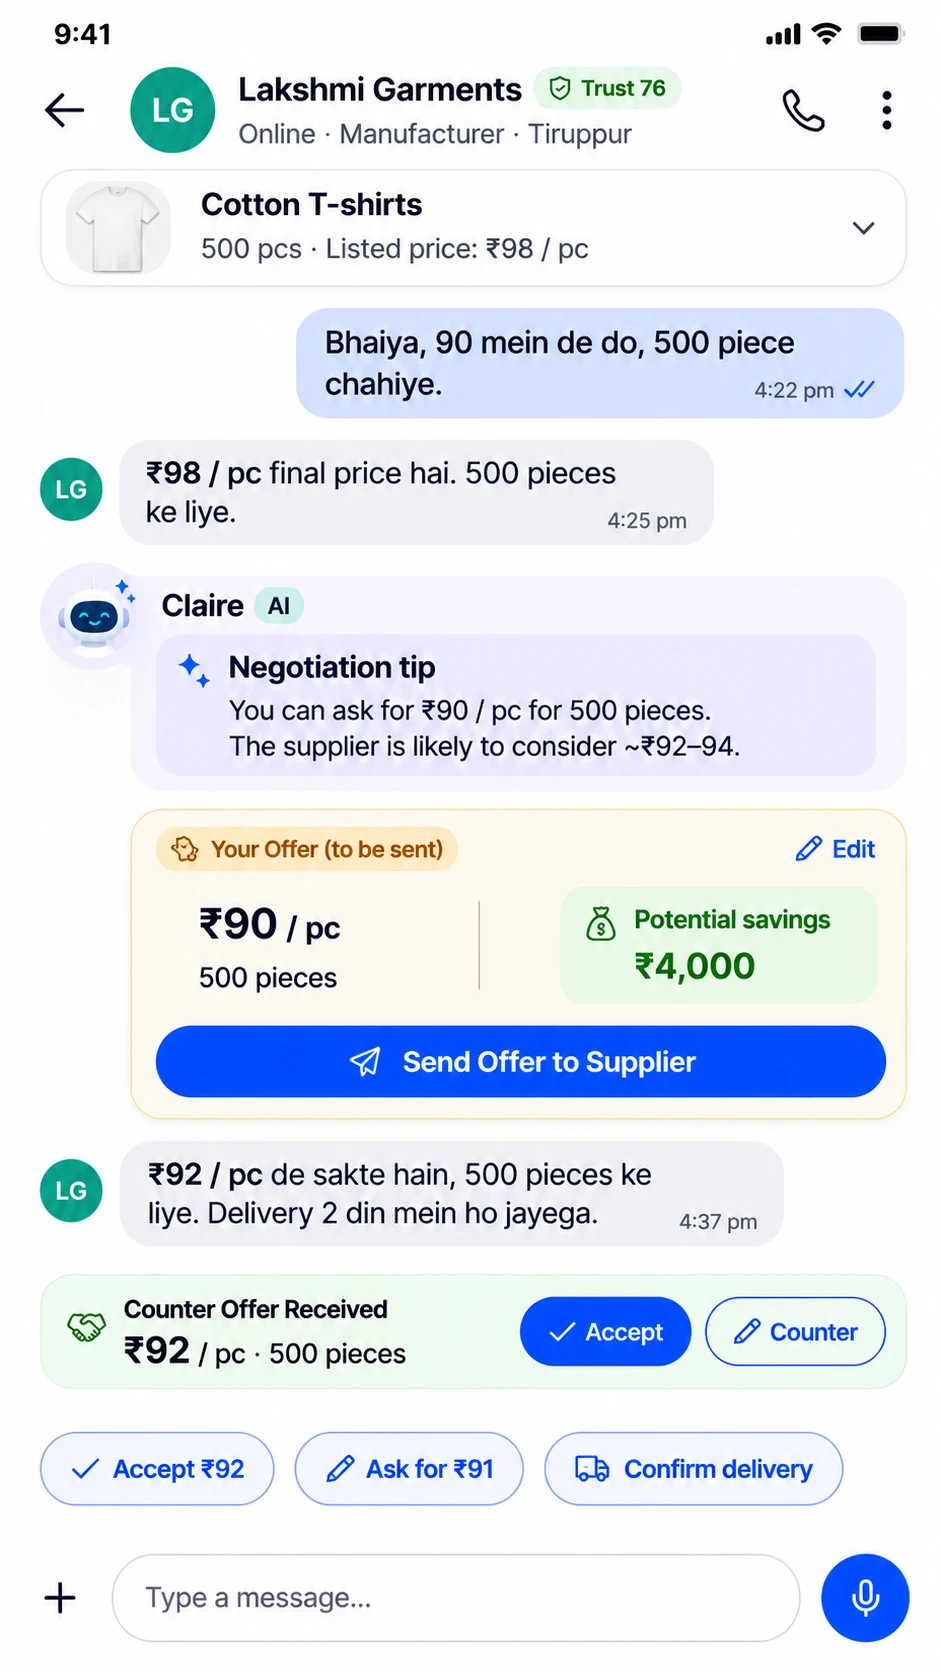 9:41
LG
Lakshmi Garments
Trust 76
Online · Manufacturer · Tiruppur
Cotton T-shirts
500 pcs · Listed price: ₹98 / pc
Bhaiya, 90 mein de do, 500 piece
chahiye.
4:22 pm
LG
₹98 / pc final price hai. 500 pieces
ke liye.
4:25 pm
Claire AI
Negotiation tip
You can ask for ₹90 / pc for 500 pieces.
The supplier is likely to consider ~₹92–94.
Your Offer (to be sent)
Edit
₹90 / pc
500 pieces
Potential savings
₹4,000
Send Offer to Supplier
LG
₹92 / pc de sakte hain, 500 pieces ke
liye. Delivery 2 din mein ho jayega.
4:37 pm
Counter Offer Received
₹92 / pc · 500 pieces
Accept
Counter
Accept ₹92
Ask for ₹91
Confirm delivery
Type a message...